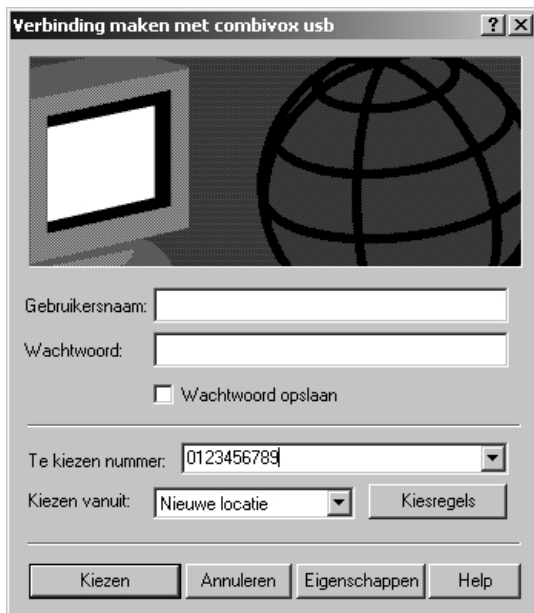 Verbinding maken met combivox usb
Gebruikersnaam:
Wachtwoord:
Wachtwoord opslaan
Te kiezen nummer: 0123456789
Kiezen vanuit: Nieuwe locatie Kiesregels
Kiezen Annuleren Eigenschappen Help